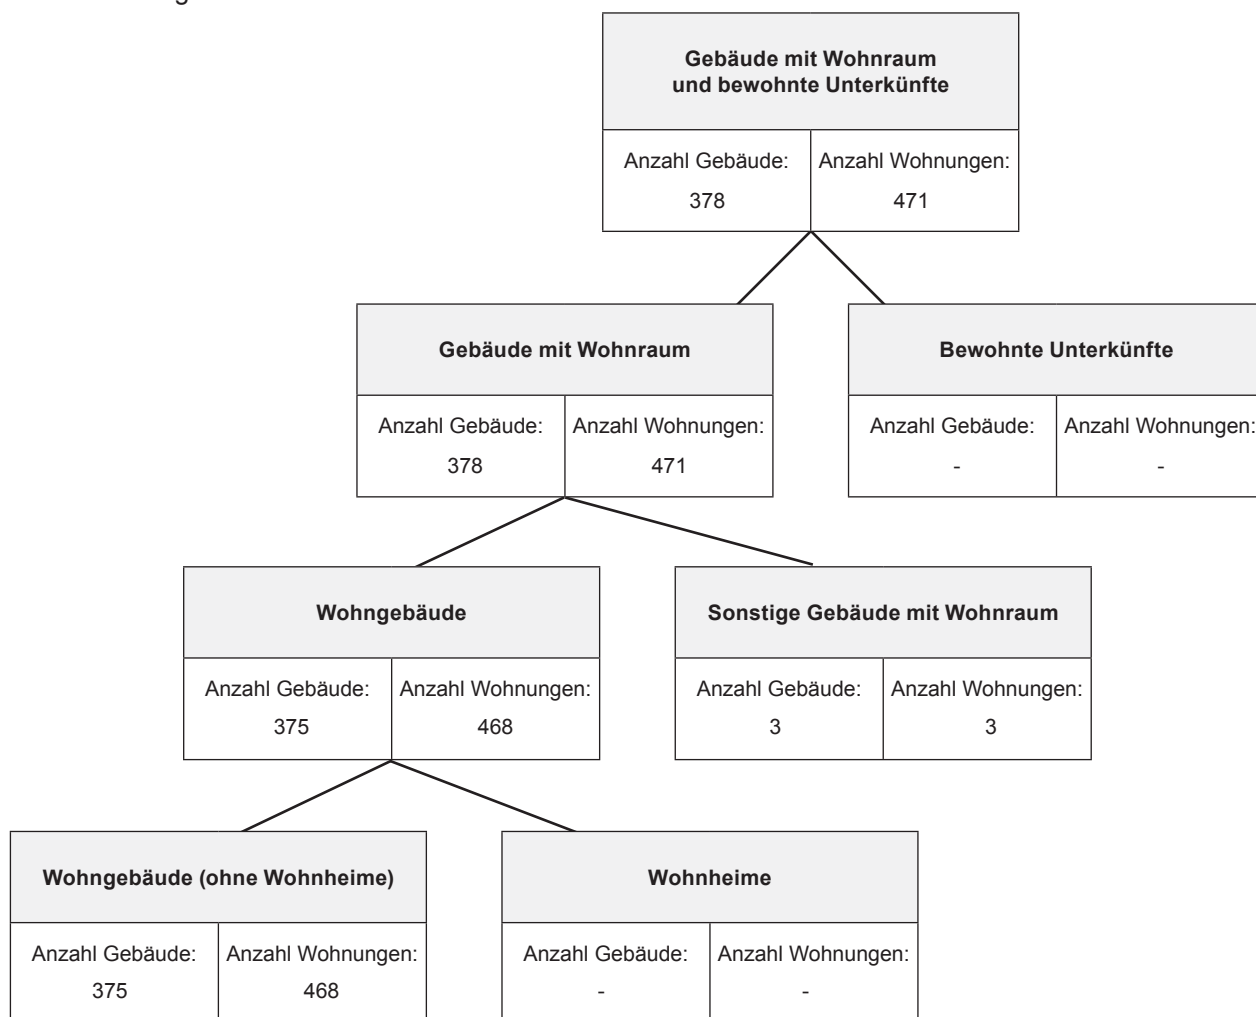 Gebäude mit Wohnraum
und bewohnte Unterkünfte
Anzahl Gebäude: Anzahl Wohnungen:
378 471
Gebäude mit Wohnraum
Bewohnte Unterkünfte
Anzahl Gebäude: Anzahl Wohnungen:
378 471
Anzahl Gebäude: Anzahl Wohnungen:
- -
Wohngebäude
Sonstige Gebäude mit Wohnraum
Anzahl Gebäude: Anzahl Wohnungen:
375 468
Anzahl Gebäude: Anzahl Wohnungen:
3 3
Wohngebäude (ohne Wohnheime)
Wohnheime
Anzahl Gebäude: Anzahl Wohnungen:
375 468
Anzahl Gebäude: Anzahl Wohnungen:
- -